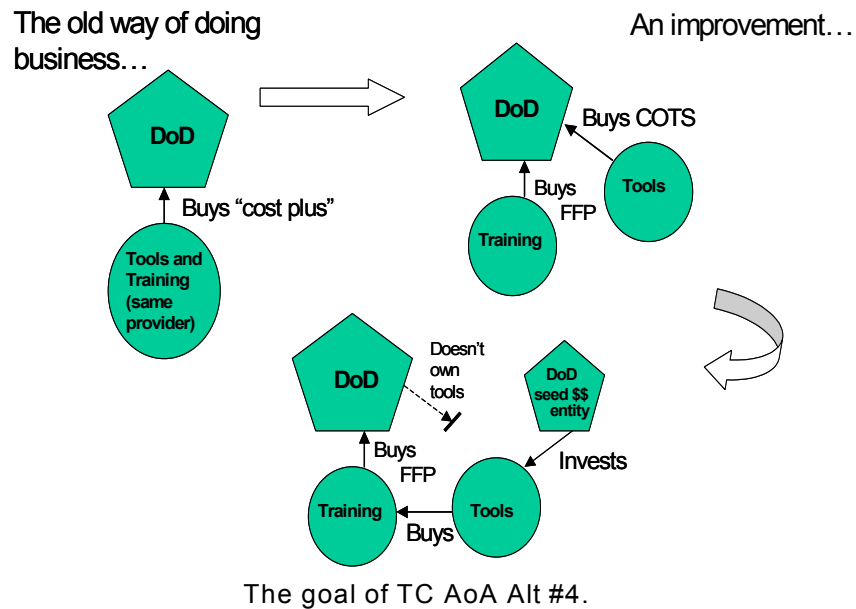 The old way of doing
business…
An improvement…
DoD
Buys “cost plus”
Tools and
Training
(same
provider)
DoD
Buys COTS
Tools
Buys
FFP
Training
DoD
Doesn’t
own
tools
DoD
seed $$
entity
Invests
Buys
FFP
Training
Tools
Buys
The goal of TC AoA Alt #4.